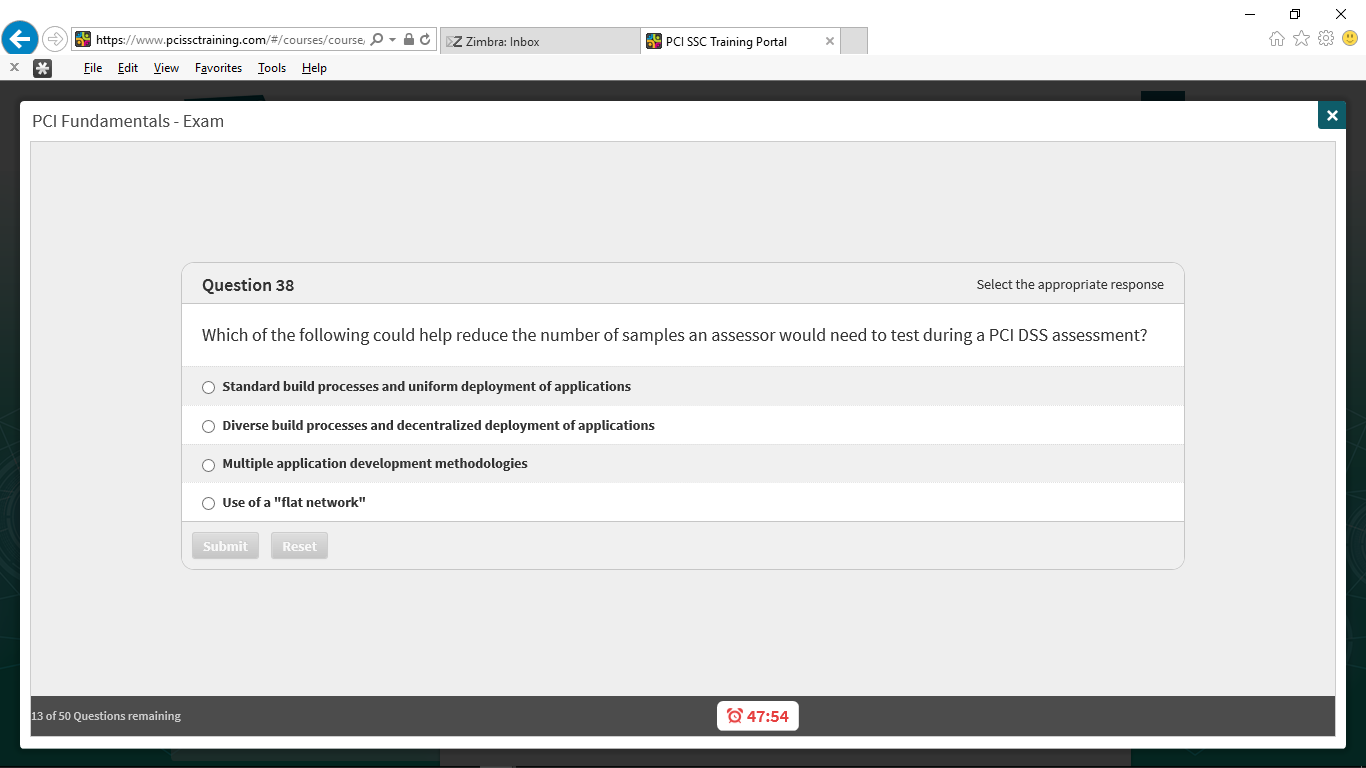 https://www.pcissctraining.com/#/courses/course,
Zimbra: Inbox
PCI SSC Training Portal
File Edit View Favorites Tools Help
PCI Fundamentals - Exam
Question 38
Select the appropriate response
Which of the following could help reduce the number of samples an assessor would need to test during a PCI DSS assessment?
Standard build processes and uniform deployment of applications
Diverse build processes and decentralized deployment of applications
Multiple application development methodologies
Use of a "flat network"
Submit Reset
13 of 50 Questions remaining
47:54